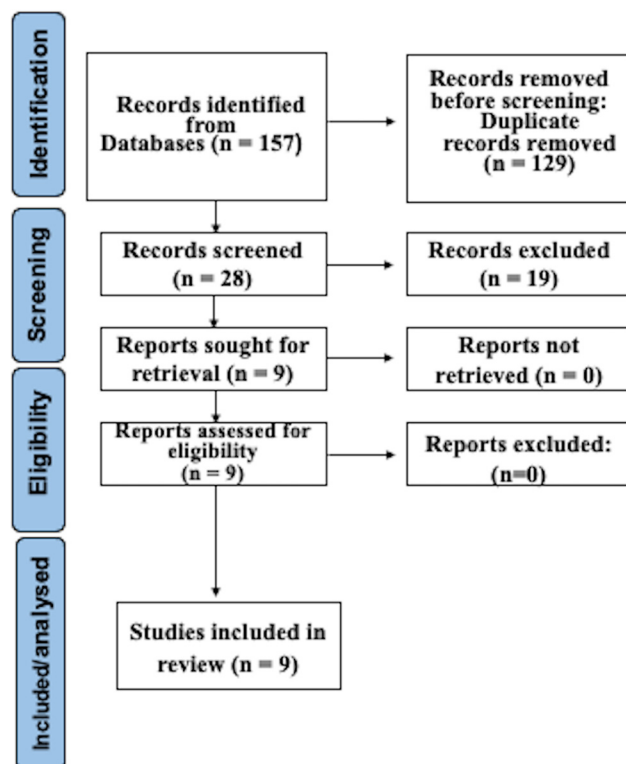 Identification
Records identified
from
Databases (n = 157)
Records removed
before screening:
Duplicate
records removed
(n = 129)
Screening
Records screened
(n = 28)
Records excluded
(n = 19)
Reports sought for
retrieval (n = 9)
Reports not
retrieved (n = 0)
Eligibility
Reports assessed for
eligibility
(n = 9)
Reports excluded:
(n=0)
Included/analysed
Studies included in
review (n = 9)